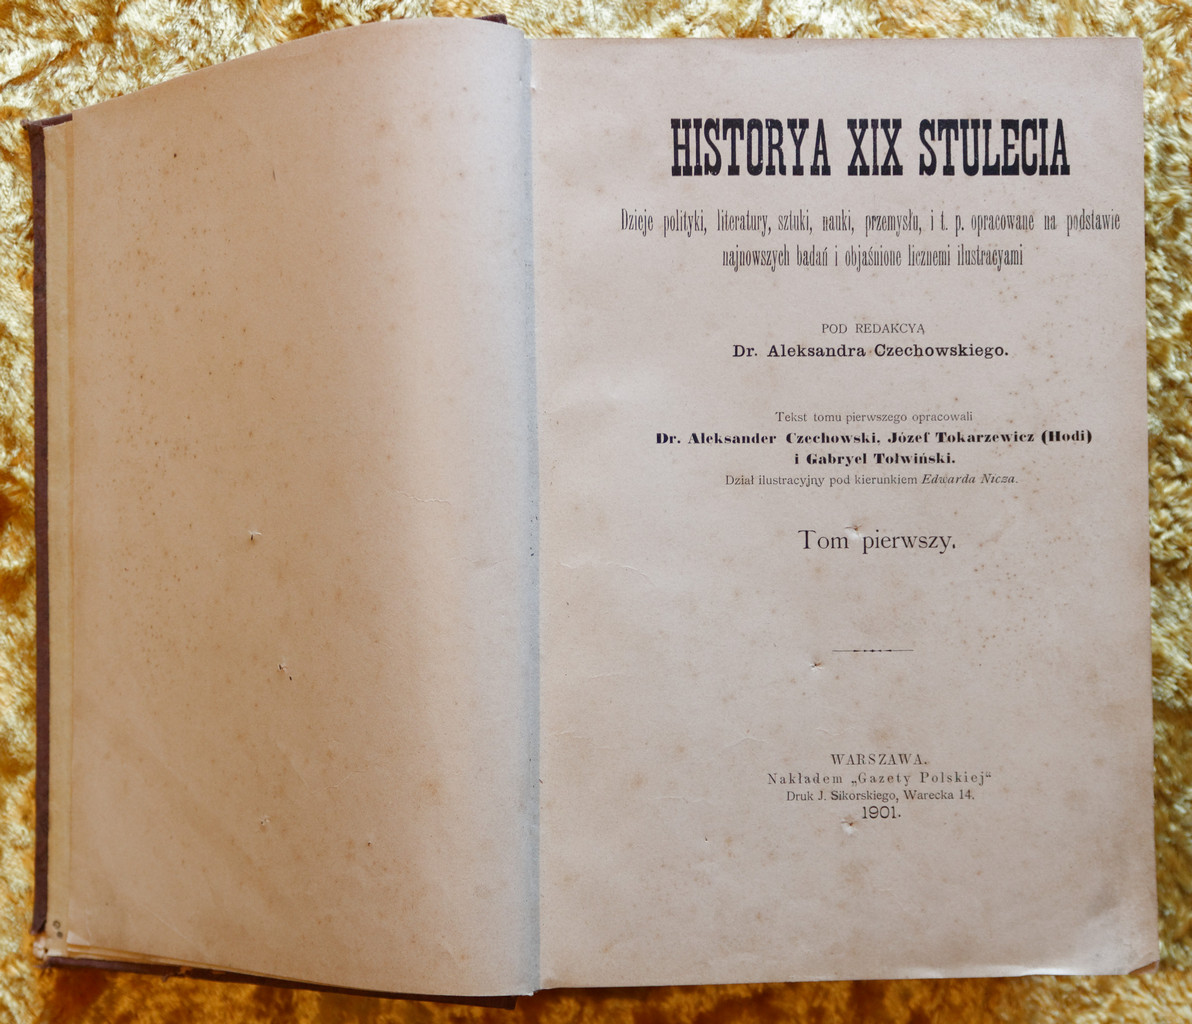 HISTORYA XIX STULECIA
Dzieje polityki, literatury, sztuki, nauki, przemysłu, i t. p. opracowane na podstawie
najnowszych badań i objaśnione licznemi ilustracyami
POD REDAKCYĄ
Dr. Aleksandra Czechowskiego.
Tekst tomu pierwszego opracowali
Dr. Aleksander Czechowski, Józef Tokarzewicz (Hodi)
i Gabryel Tołwiński.
Dział ilustracyjny pod kierunkiem Edwarda Nicza.
Tom pierwszy.
WARSZAWA.
Nakładem „Gazety Polskiej“
Druk J. Sikorskiego, Warecka 14.
1901.